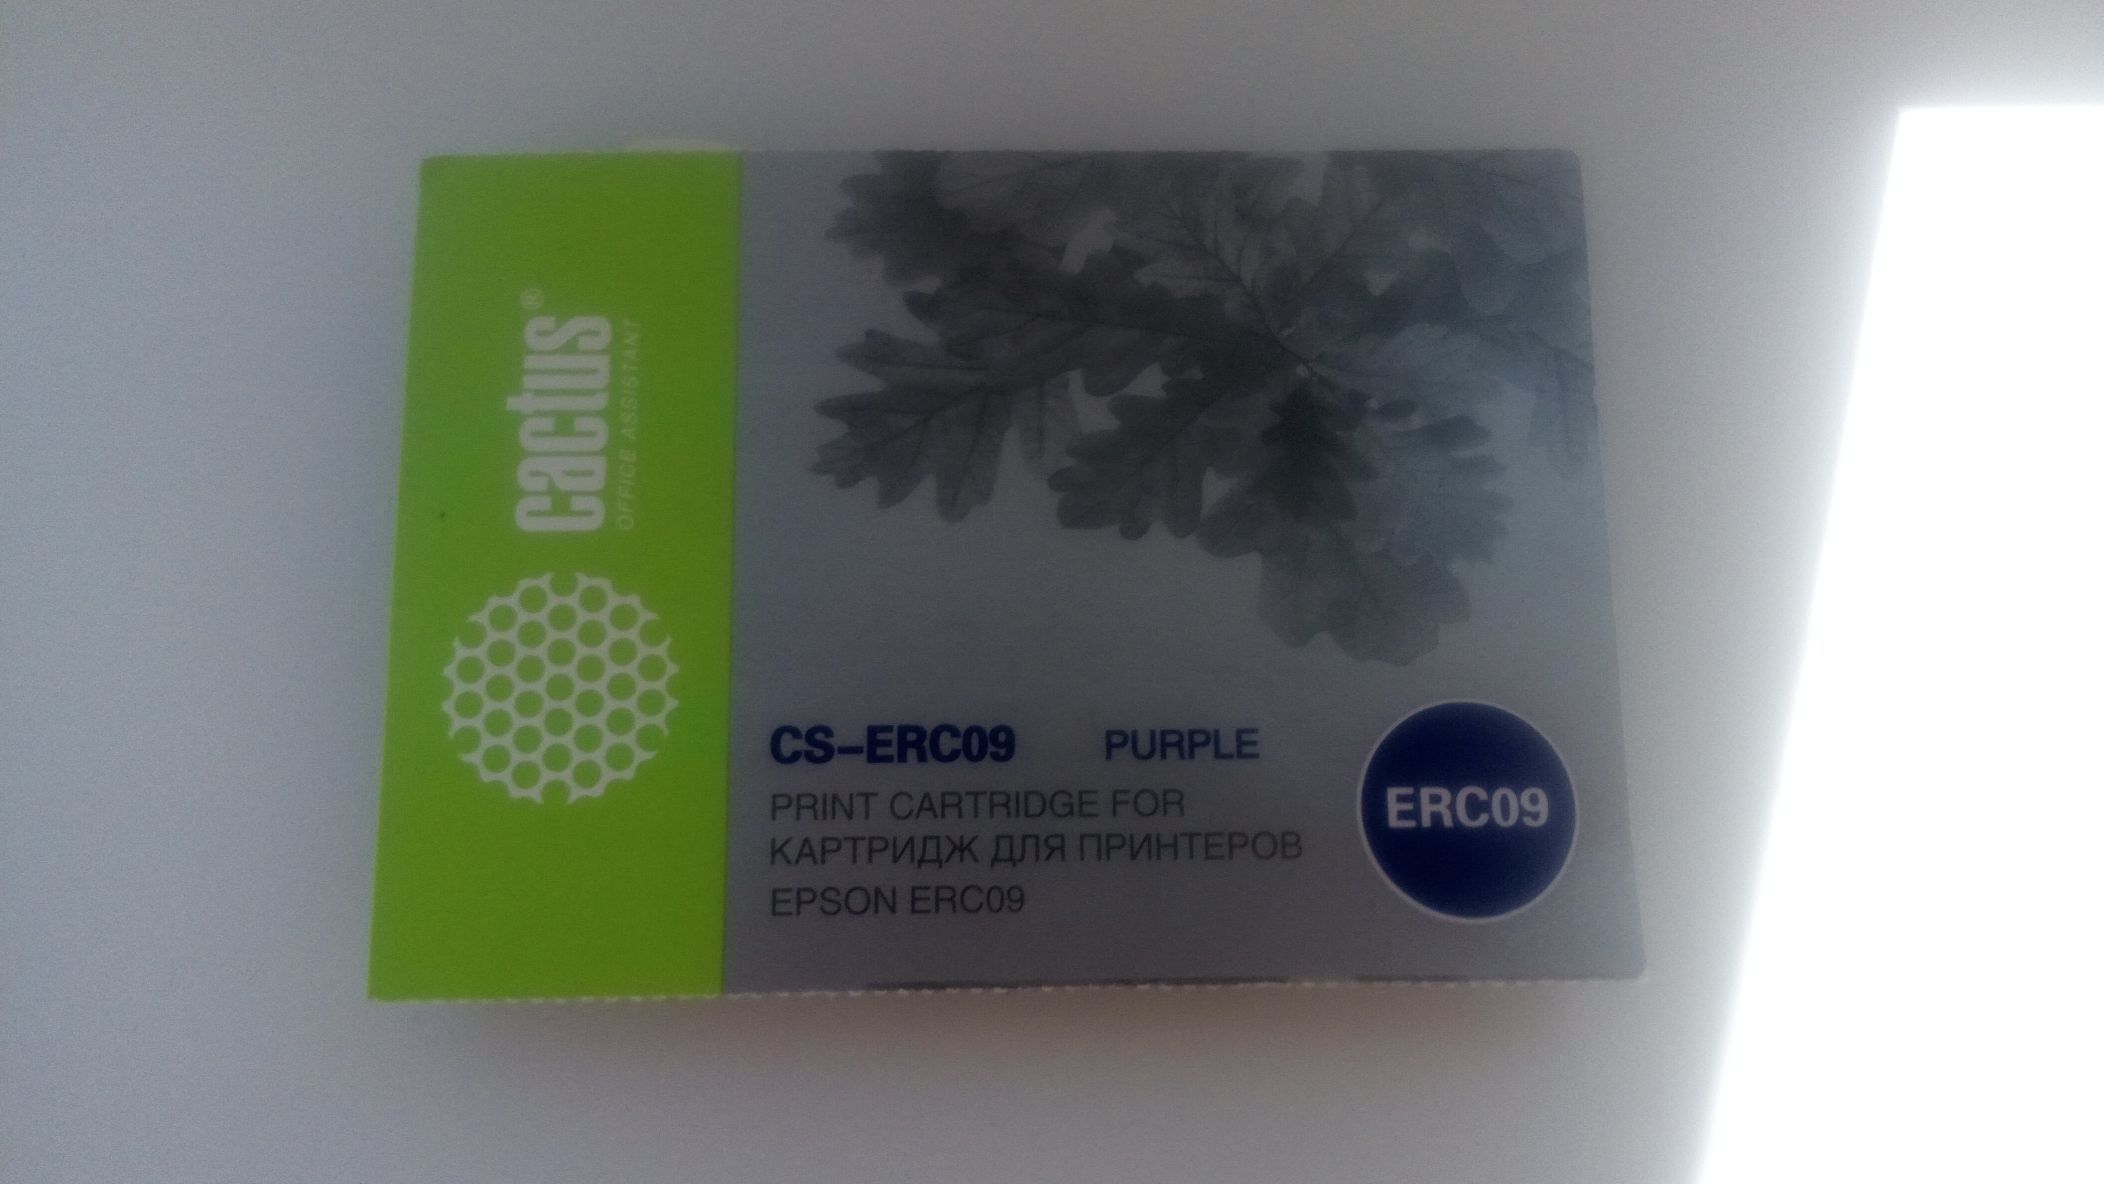 cactus®
OFFICE ASSISTANT
CS-ERC09 PURPLE
PRINT CARTRIDGE FOR
КАРТРИДЖ ДЛЯ ПРИНТЕРОВ
EPSON ERC09
ERC09